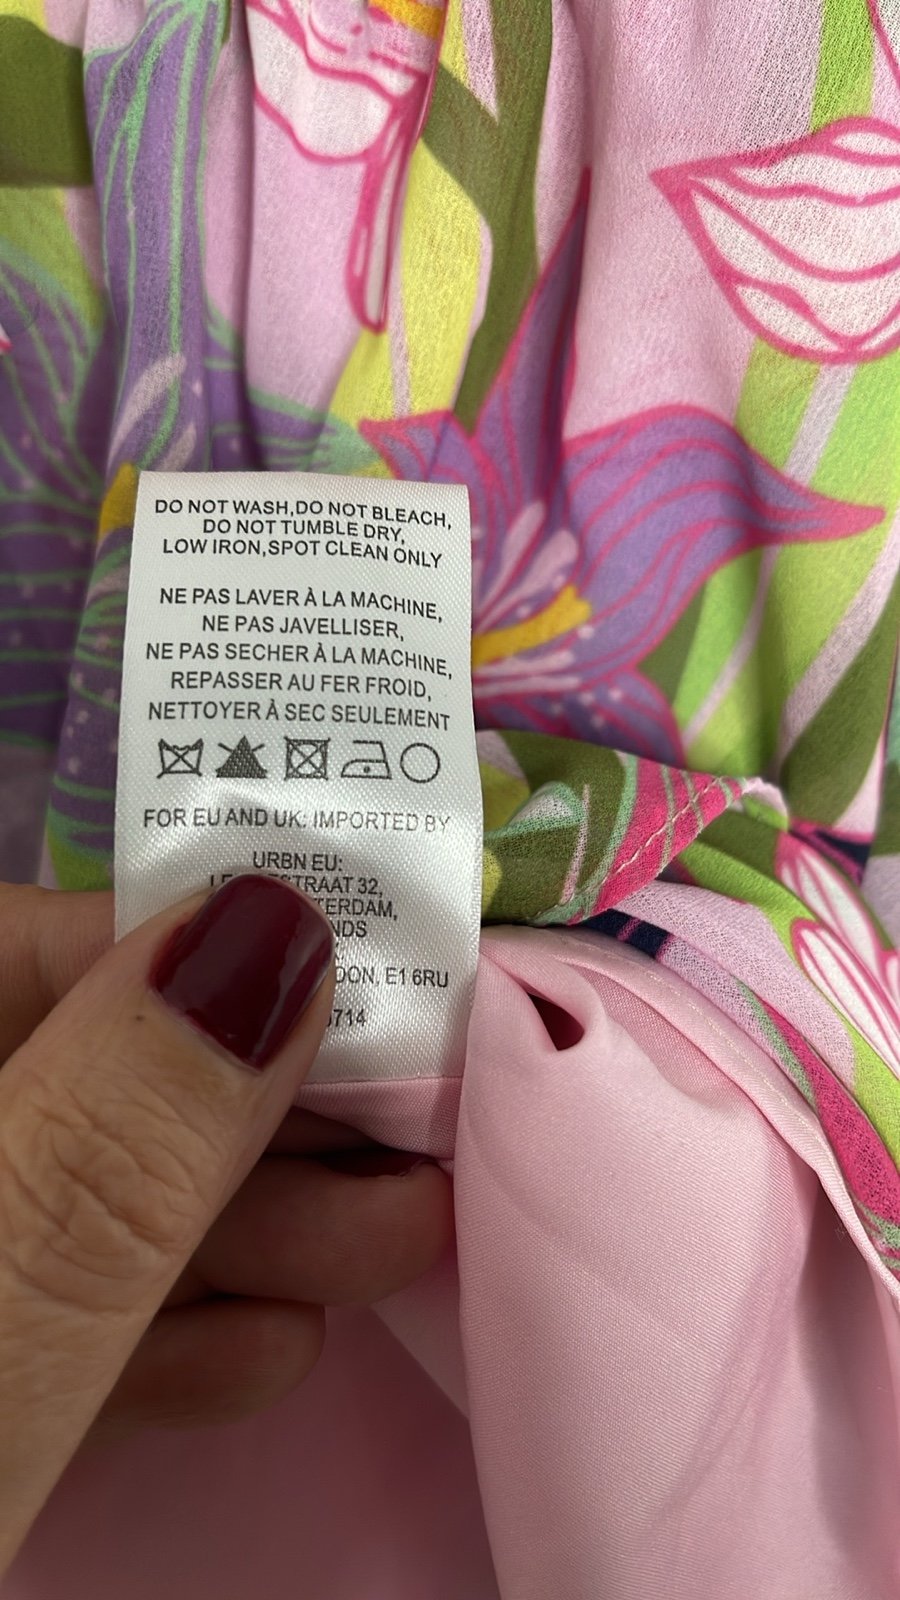 DO NOT WASH,DO NOT BLEACH,
DO NOT TUMBLE DRY,
LOW IRON,SPOT CLEAN ONLY
NE PAS LAVER À LA MACHINE,
NE PAS JAVELLISER,
NE PAS SECHER À LA MACHINE,
REPASSER AU FER FROID,
NETTOYER À SEC SEULEMENT
FOR EU AND UK: IMPORTED BY
URBN EU:
32,
E1 6RU